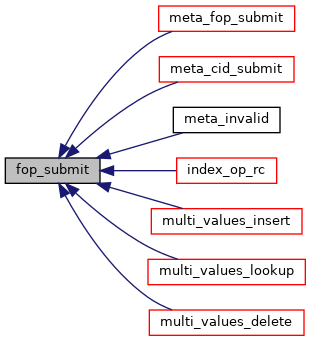 meta_fop_submit
meta_cid_submit
meta_invalid
fop_submit
index_op_rc
multi_values_insert
multi_values_lookup
multi_values_delete